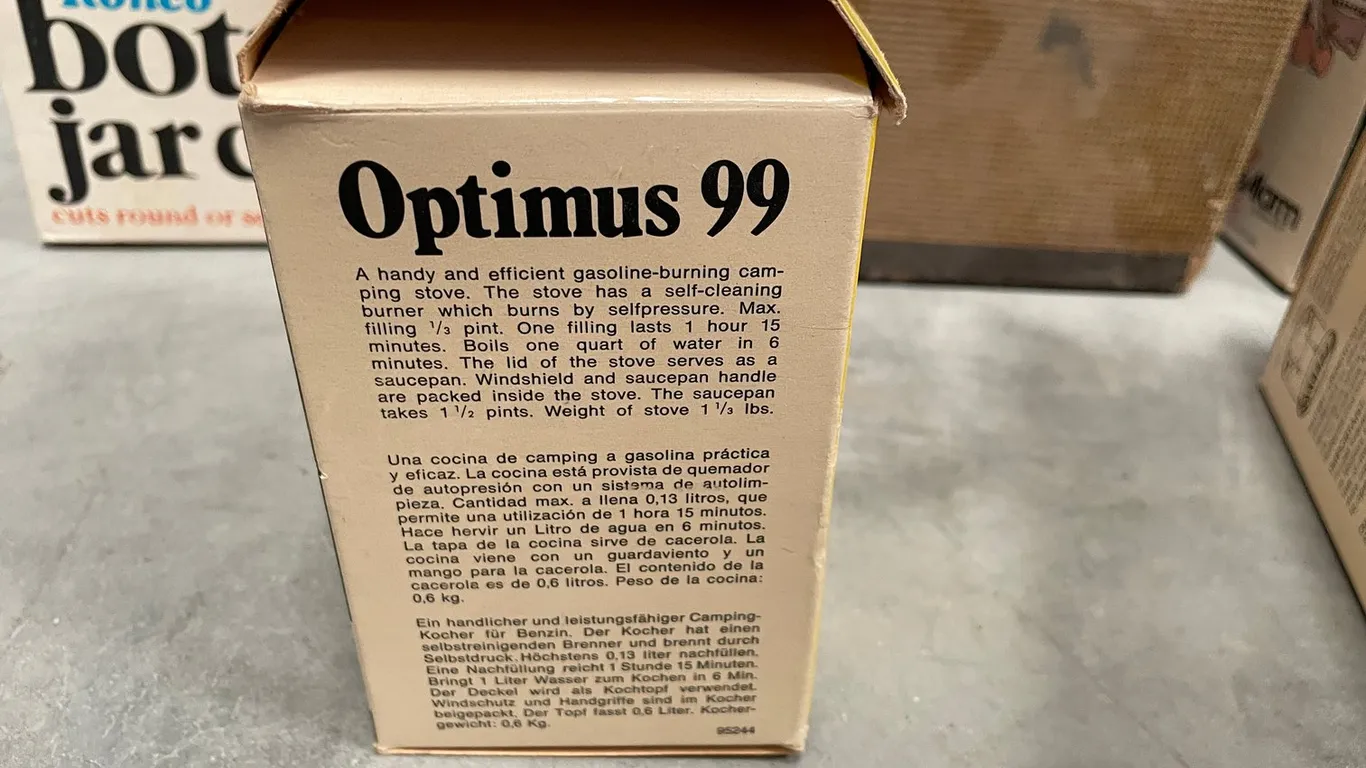 Ronco
bot
jar c
cuts round or
Optimus 99
A handy and efficient gasoline-burning cam-
ping stove. The stove has a self-cleaning
burner which burns by selfpressure. Max.
filling 1/3 pint. One filling lasts 1 hour 15
minutes. Boils one quart of water in 6
minutes. The lid of the stove serves as a
saucepan. Windshield and saucepan handle
are packed inside the stove. The saucepan
takes 1 1/2 pints. Weight of stove 1 1/3 lbs.
Una cocina de camping a gasolina práctica
y eficaz. La cocina está provista de quemador
de autopresión con un sistema de autolim-
pieza. Cantidad max. a llena 0,13 litros, que
permite una utilización de 1 hora 15 minutos.
Hace hervir un Litro de agua en 6 minutos.
La tapa de la cocina sirve de cacerola. La
cocina viene con un guardaviento y un
mango para la cacerola. El contenido de la
cacerola es de 0,6 litros. Peso de la cocina:
0,6 kg.
Ein handlicher und leistungsfähiger Camping-
Kocher für Benzin. Der Kocher hat einen
selbstreinigenden Brenner und brennt durch
Selbstdruck. Höchstens 0,13 liter nachfüllen.
Eine Nachfüllung reicht 1 Stunde 15 Minuten.
Bringt 1 Liter Wasser zum Kochen in 6 Min.
Der Deckel wird als Kochtopf verwendet.
Windschutz und Handgriffe sind im Kocher
beigepackt. Der Topf fasst 0,6 Liter. Kocher-
gewicht: 0,6 Kg.
95244